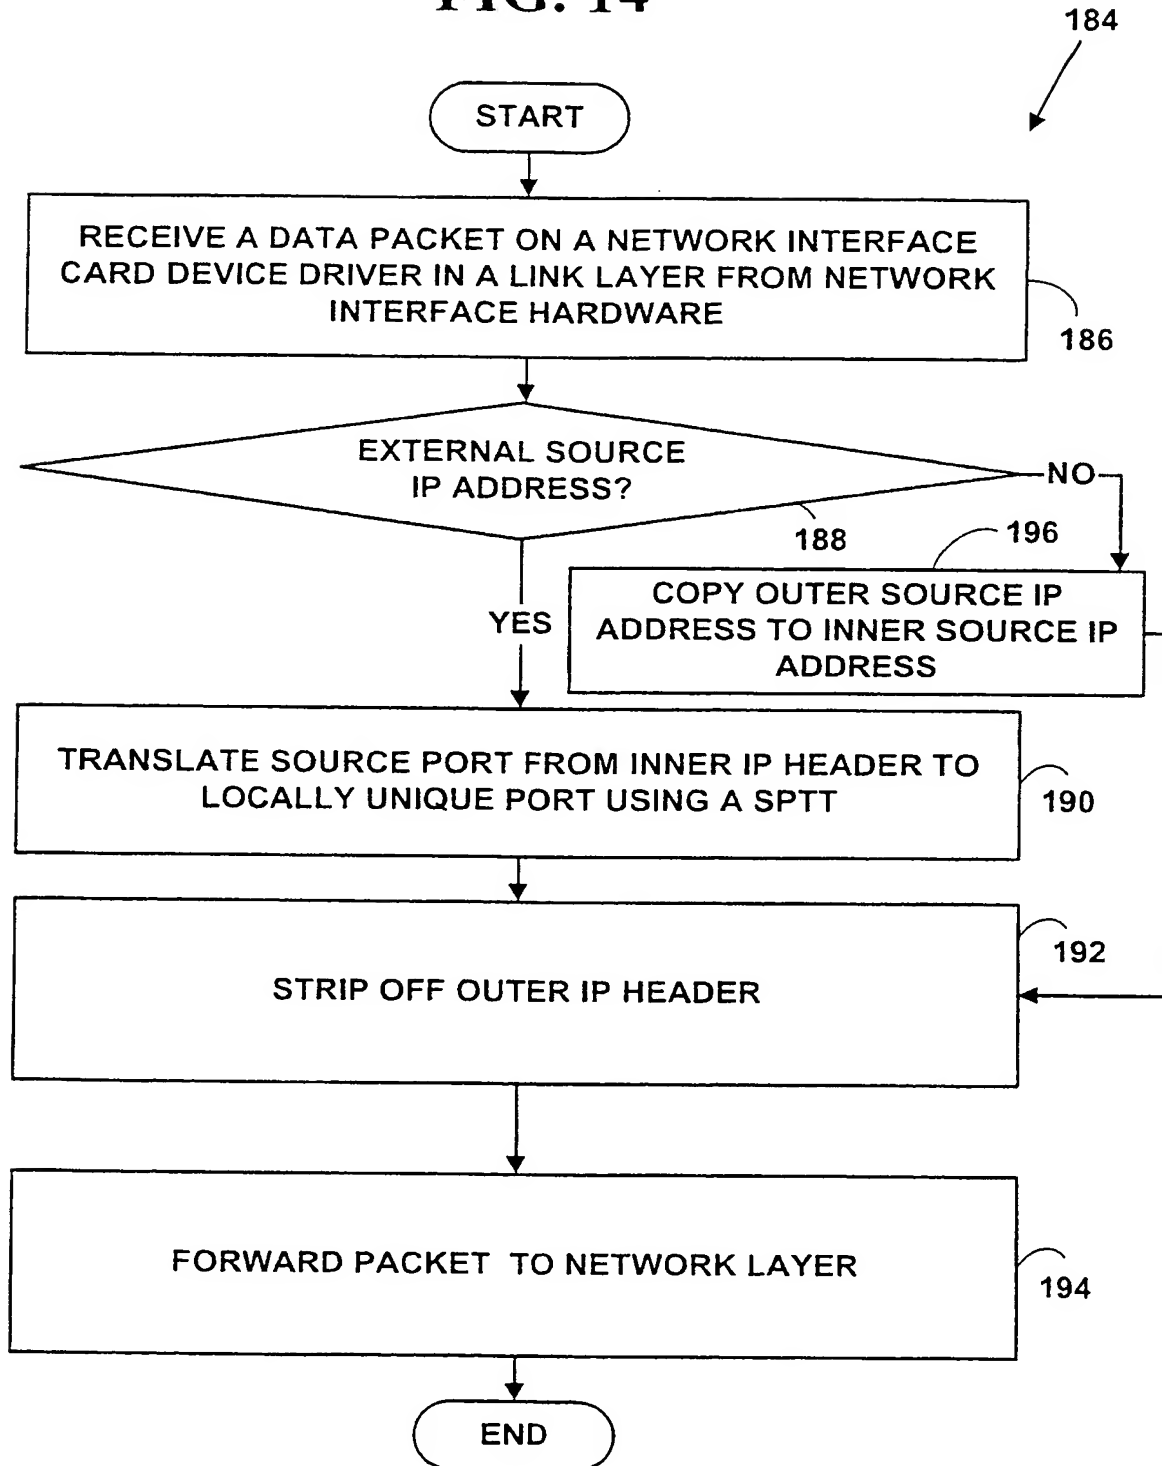 FIG. 14
184
START
RECEIVE A DATA PACKET ON A NETWORK INTERFACE
CARD DEVICE DRIVER IN A LINK LAYER FROM NETWORK
INTERFACE HARDWARE
186
EXTERNAL SOURCE
IP ADDRESS?
NO
188
196
COPY OUTER SOURCE IP
ADDRESS TO INNER SOURCE IP
ADDRESS
YES
TRANSLATE SOURCE PORT FROM INNER IP HEADER TO
LOCALLY UNIQUE PORT USING A SPTT
190
192
STRIP OFF OUTER IP HEADER
FORWARD PACKET TO NETWORK LAYER
194
END